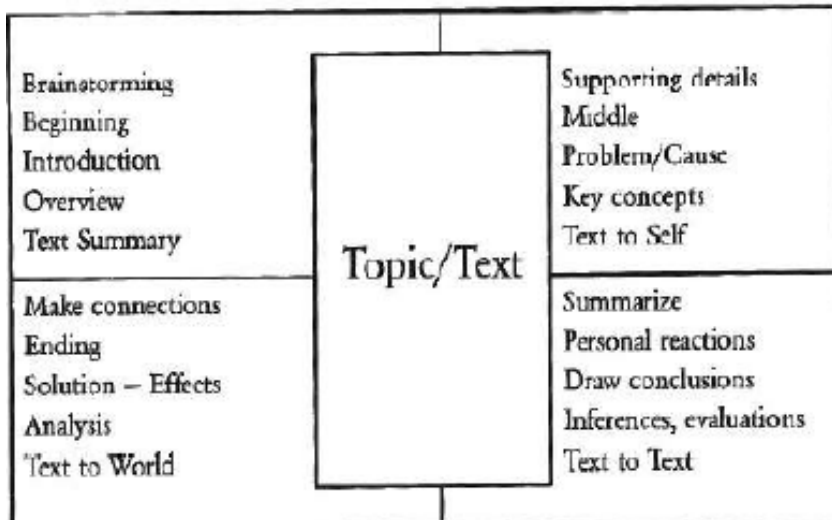 Brainstorming
Beginning
Introduction
Overview
Text Summary
Supporting details
Middle
Problem/Cause
Key concepts
Text to Self
Topic/Text
Make connections
Ending
Solution – Effects
Analysis
Text to World
Summarize
Personal reactions
Draw conclusions
Inferences, evaluations
Text to Text